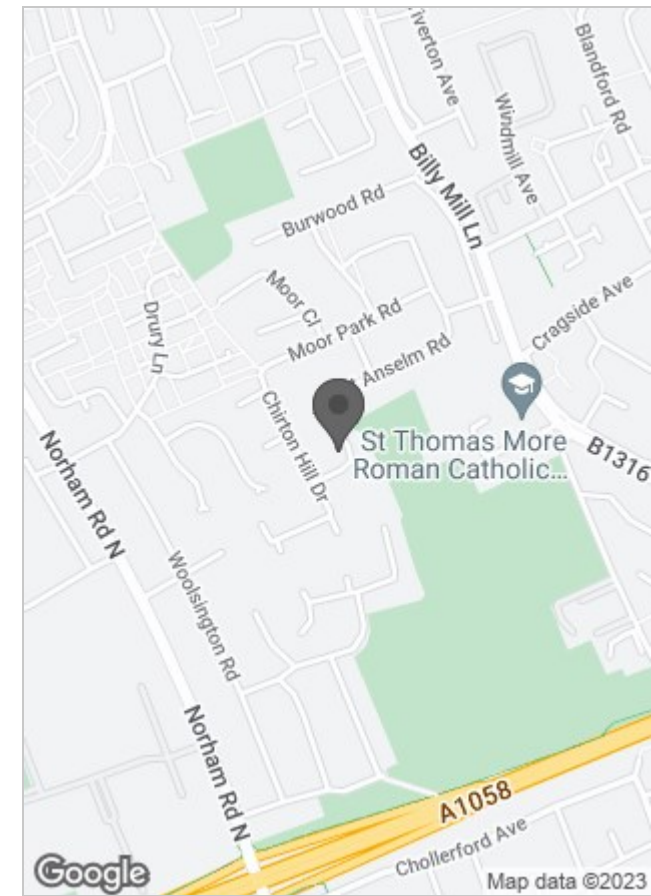 iverton Ave
Blandford Rd
Windmill Ave
Billy Mill Ln
Burwood Rd
Moor Cl
Cragside Ave
Moor Park Rd
Drury Ln
Anselm Rd
Chirton Hill Dr
St Thomas More
Roman Catholic...
B1316
Norham Rd N
Woolsington Rd
Norham Rd N
A1058
Chollerford Ave
Google
Map data ©2023